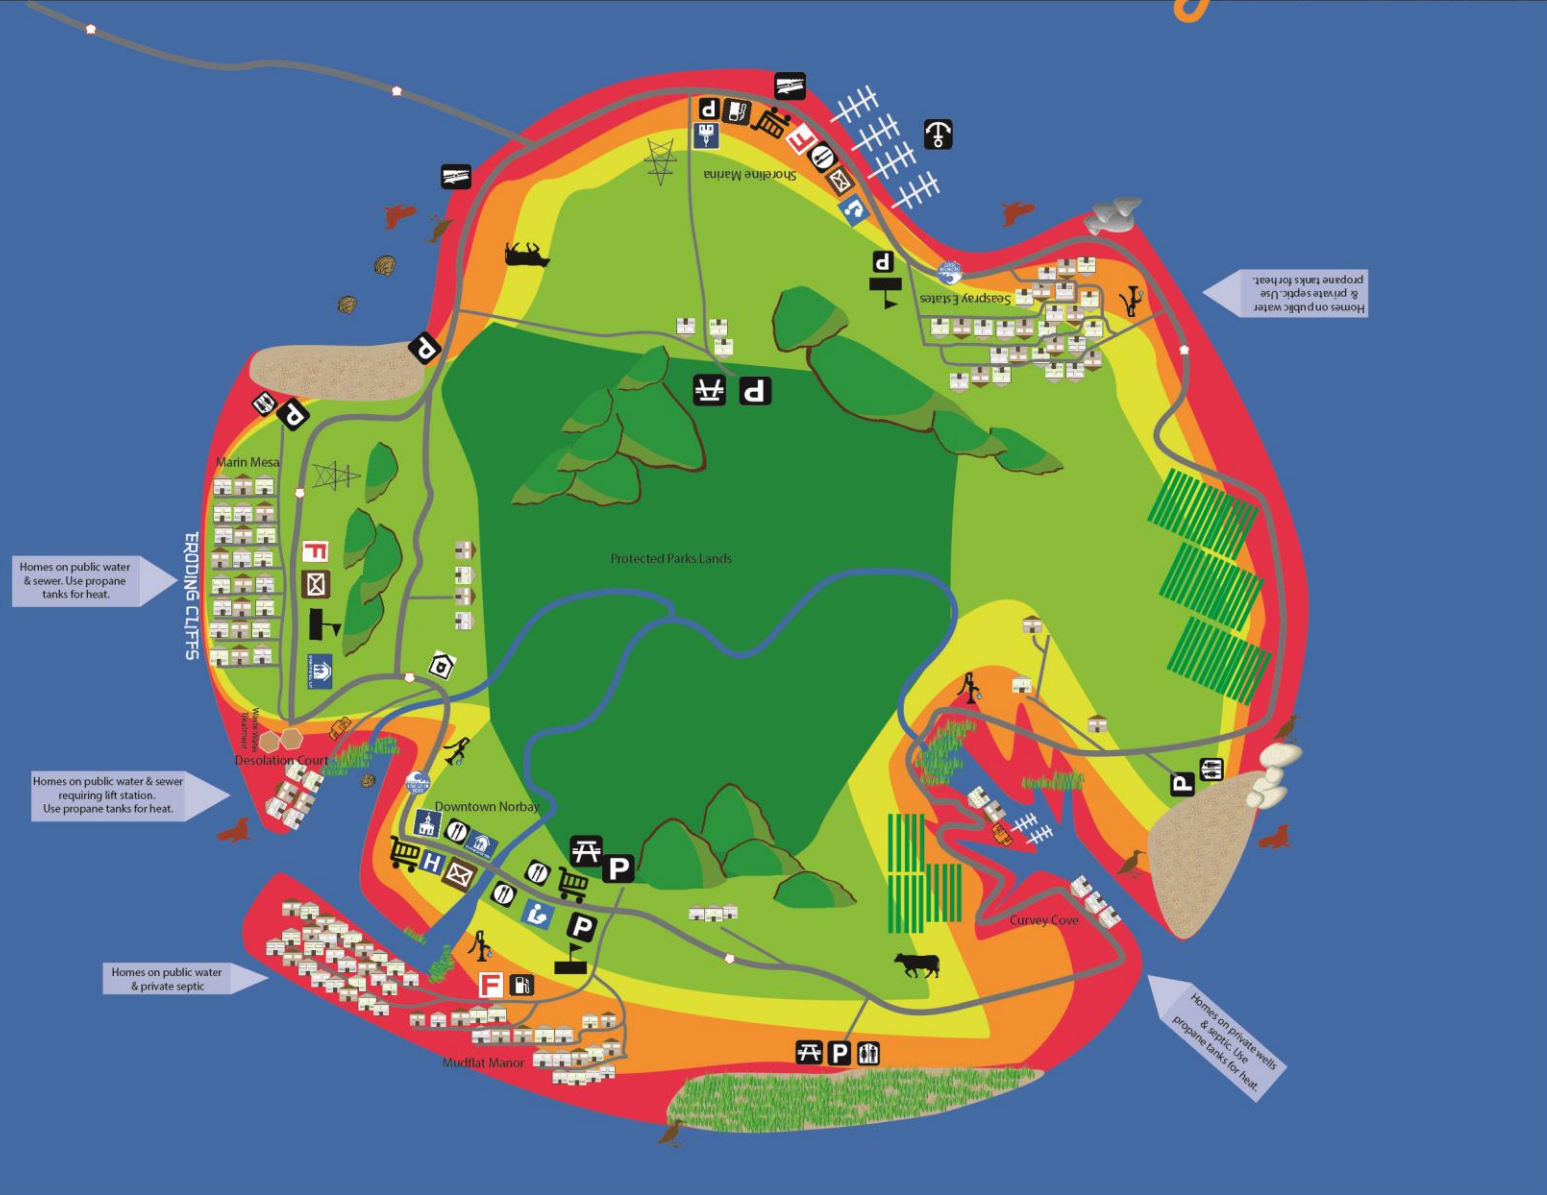 Shoreline Marina
Seaspray Estates
Homes on public water
& private septic. Use
propane tanks for heat.
Marin Mesa
ERODING CLIFFS
Homes on public water
& sewer. Use propane
tanks for heat.
Protected Parks Lands
Waste Water
Treatment
Desolation Court
Homes on public water & sewer
requiring lift station.
Use propane tanks for heat.
Downtown Norbay
Curvey Cove
Homes on public water
& private septic
Mudflat Manor
Homes on private wells
& septic. Use
propane tanks for heat.
P
P
P
P
P
P
P
P
P
P
F
F
F
H